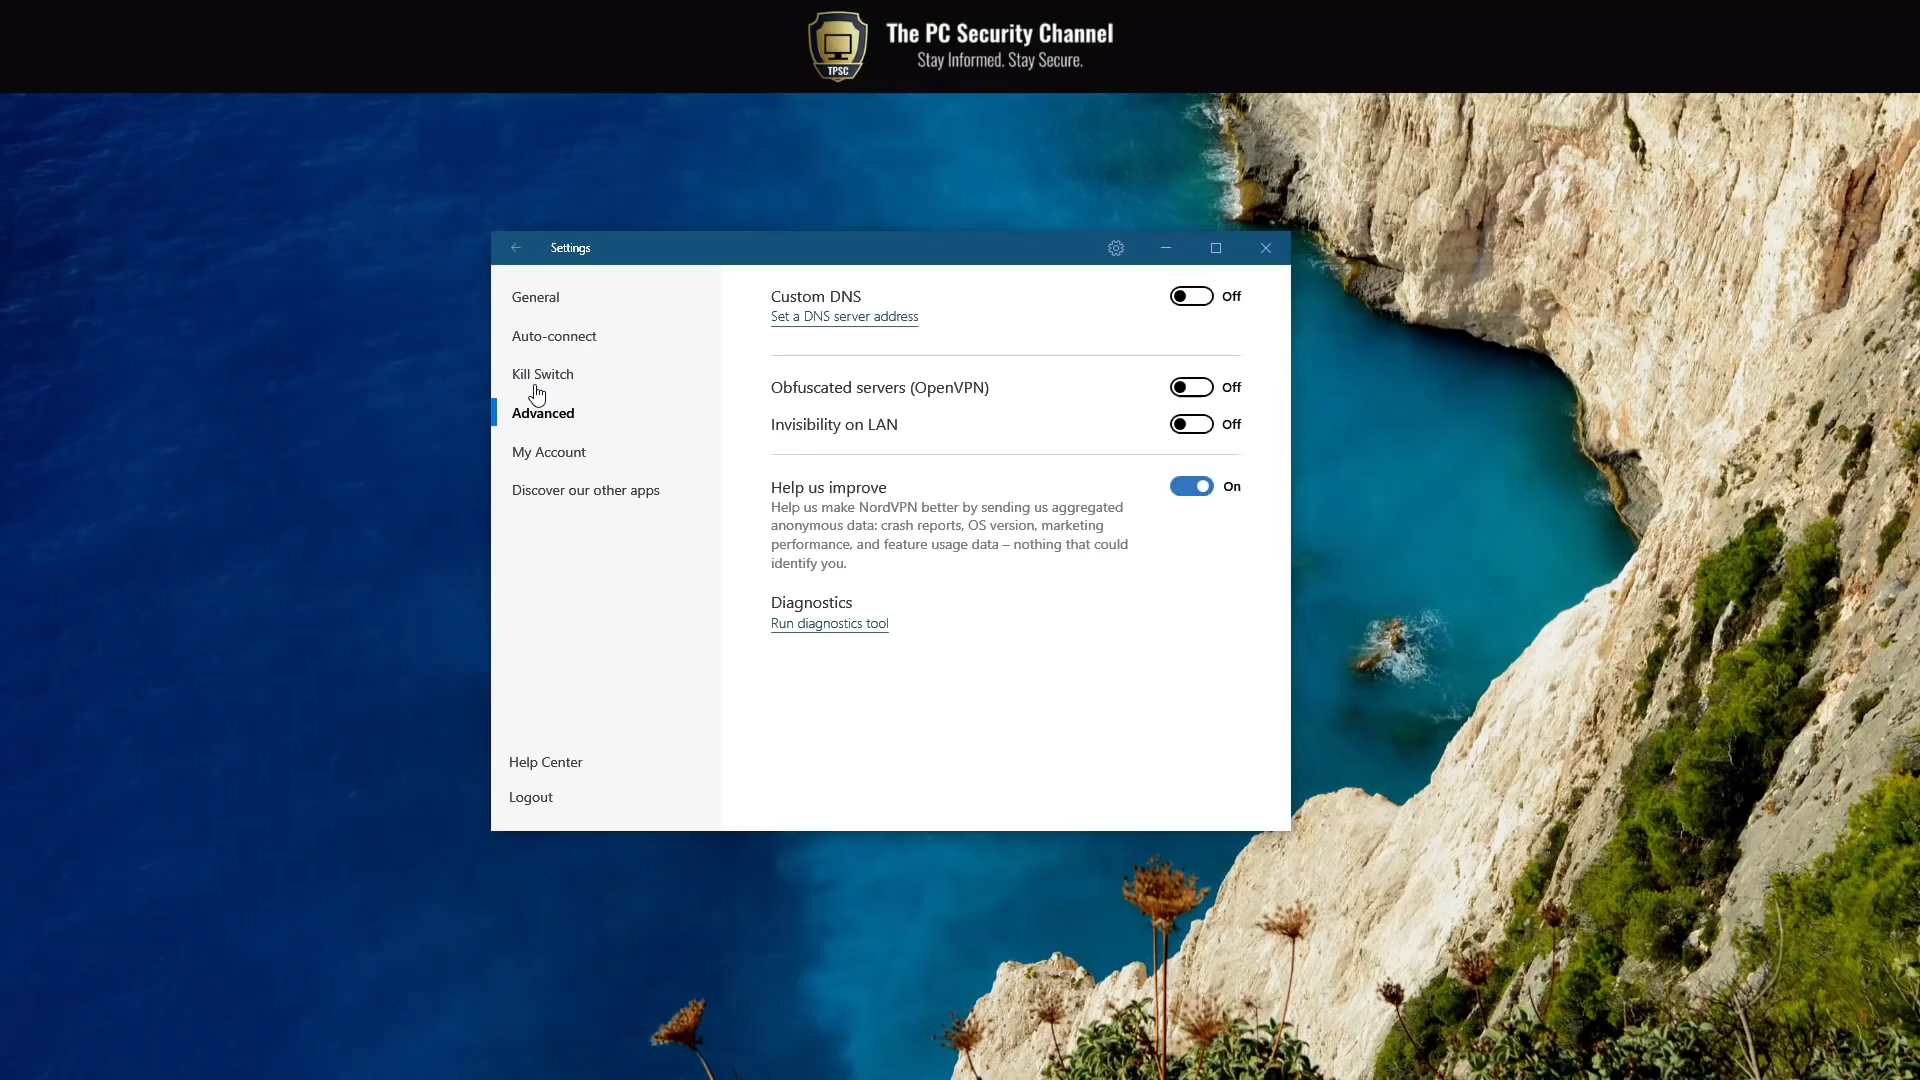 The PC Security Channel
Stay Informed. Stay Secure.
TPSC
Settings
General
Auto-connect
Kill Switch
Advanced
My Account
Discover our other apps
Help Center
Logout
Custom DNS
Off
Set a DNS server address
Obfuscated servers (OpenVPN)
Off
Invisibility on LAN
Off
Help us improve
On
Help us make NordVPN better by sending us aggregated
anonymous data: crash reports, OS version, marketing
performance, and feature usage data – nothing that could
identify you.
Diagnostics
Run diagnostics tool